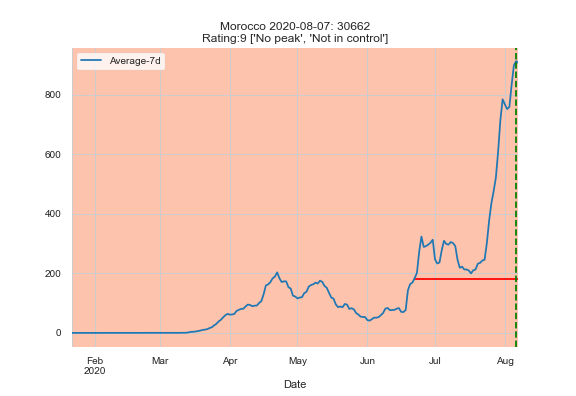 Morocco 2020-08-07: 30662
Rating:9 ['No peak', 'Not in control']
Average-7d
800
600
400
200
0
Feb Mar Apr May Jun Jul Aug
2020
Date